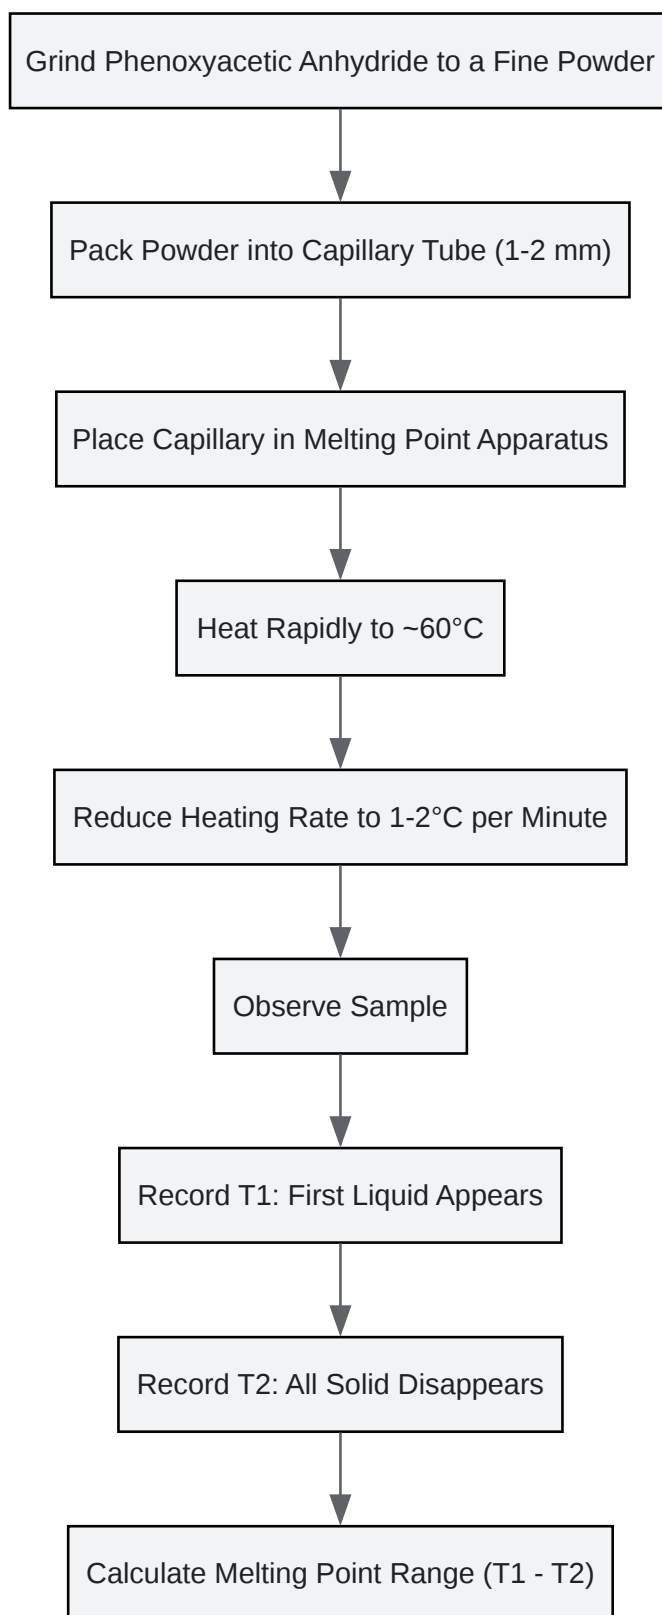 Grind Phenoxyacetic Anhydride to a Fine Powder
Pack Powder into Capillary Tube (1-2 mm)
Place Capillary in Melting Point Apparatus
Heat Rapidly to ~60°C
Reduce Heating Rate to 1-2°C per Minute
Observe Sample
Record T1: First Liquid Appears
Record T2: All Solid Disappears
Calculate Melting Point Range (T1 - T2)